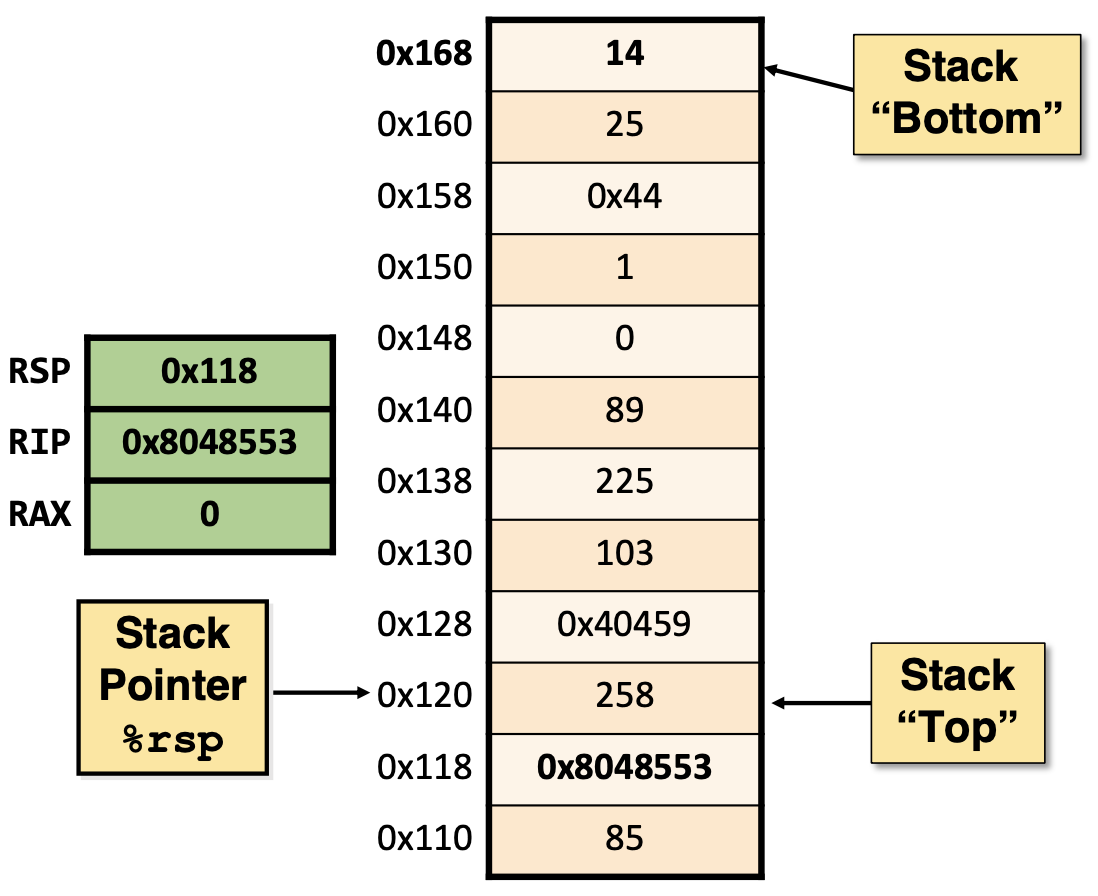 0x168 14
0x160 25
0x158 0x44
0x150 1
0x148 0
0x140 89
0x138 225
0x130 103
0x128 0x40459
0x120 258
0x118 0x8048553
0x110 85
Stack
“Bottom”
RSP 0x118
RIP 0x8048553
RAX 0
Stack
Pointer
%rsp
Stack
“Top”